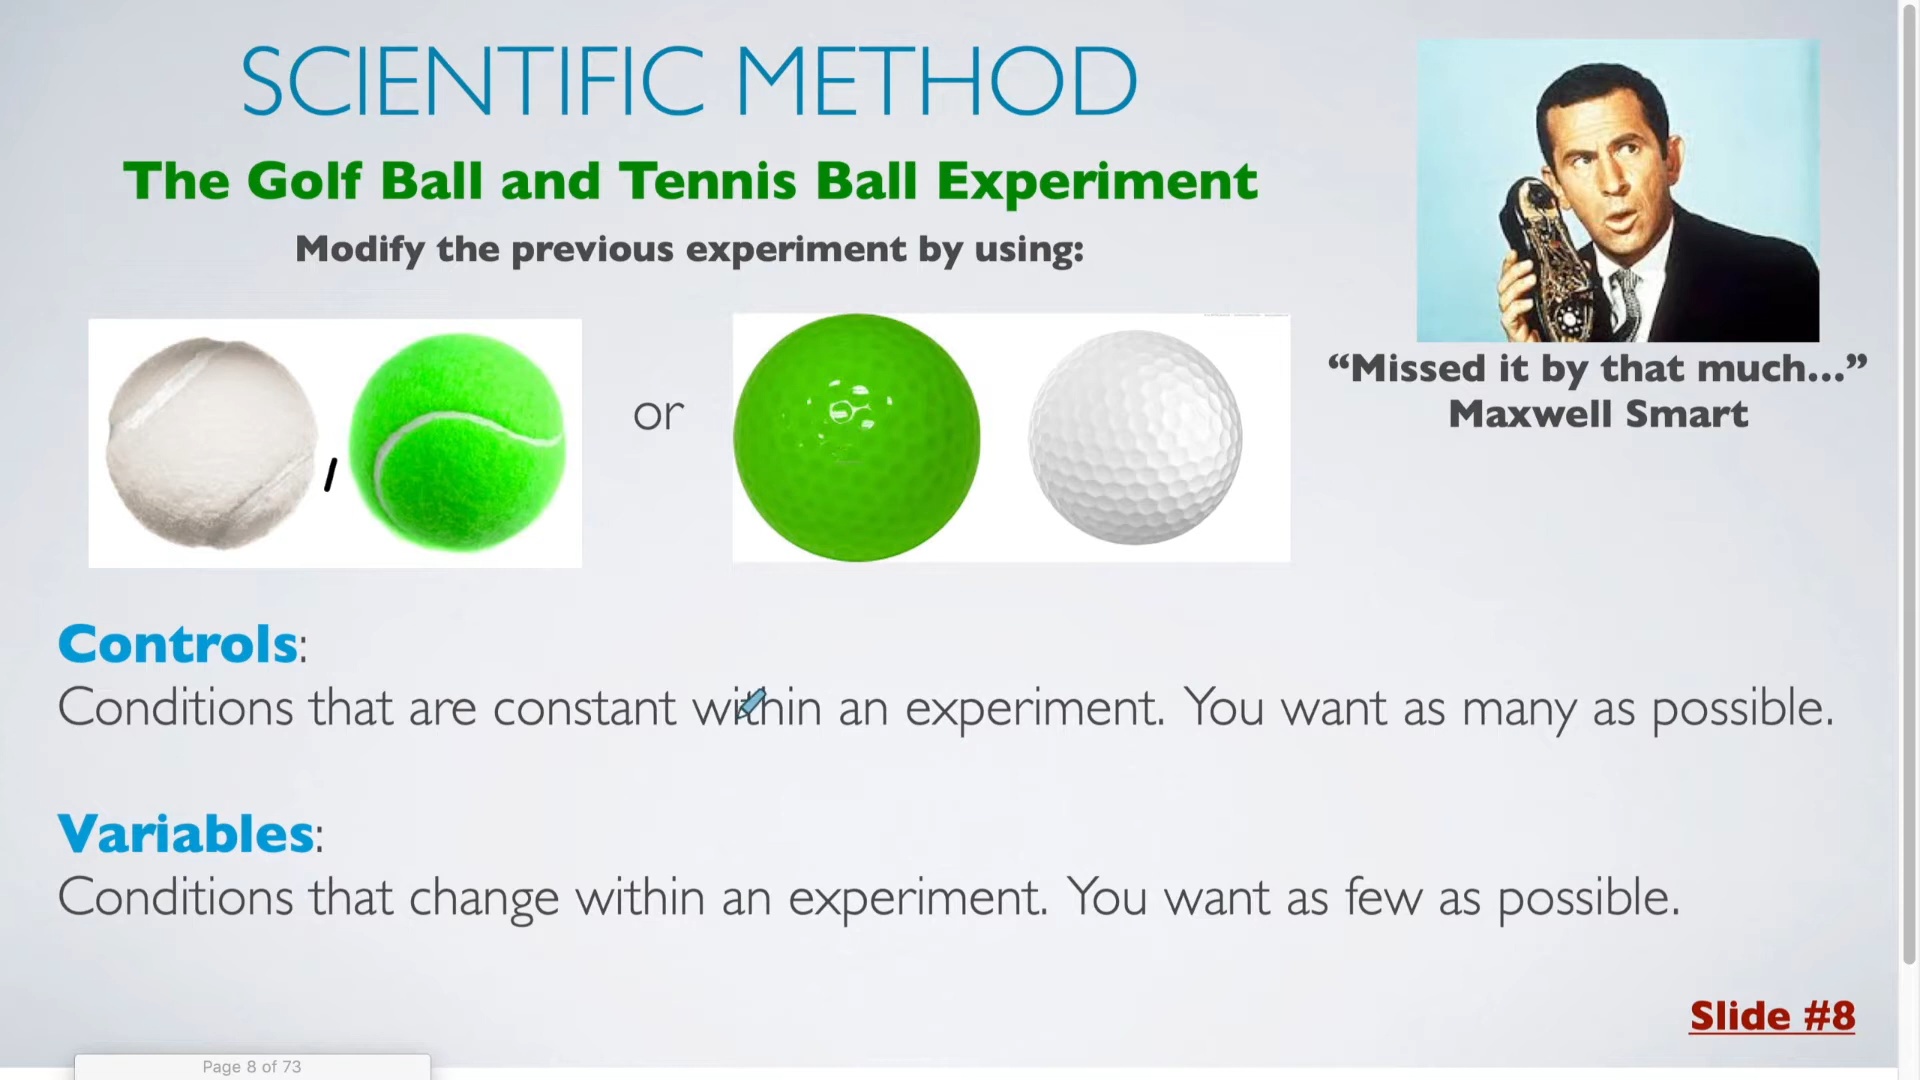 SCIENTIFIC METHOD
The Golf Ball and Tennis Ball Experiment
Modify the previous experiment by using:
/
or
“Missed it by that much...”
Maxwell Smart
Controls:
Conditions that are constant within an experiment. You want as many as possible.
Variables:
Conditions that change within an experiment. You want as few as possible.
Slide #8
Page 8 of 73